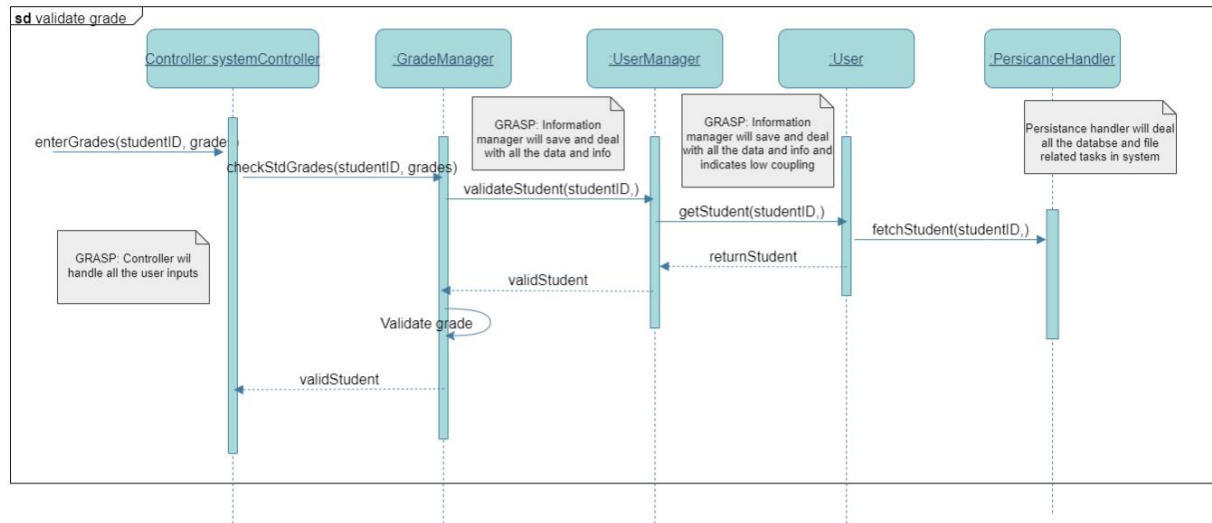 sd validate grade
Controller:systemController
:GradeManager
:UserManager
:User
:PersicanceHandler
GRASP: Information
manager will save and deal
with all the data and info
GRASP: Information
manager will save and deal
with all the data and info and
indicates low coupling
Persistance handler will deal
all the databse and file
related tasks in system
enterGrades(studentID, grades)
checkStdGrades(studentID, grades)
validateStudent(studentID,)
getStudent(studentID,)
fetchStudent(studentID,)
GRASP: Controller wil
handle all the user inputs
returnStudent
validStudent
Validate grade
validStudent